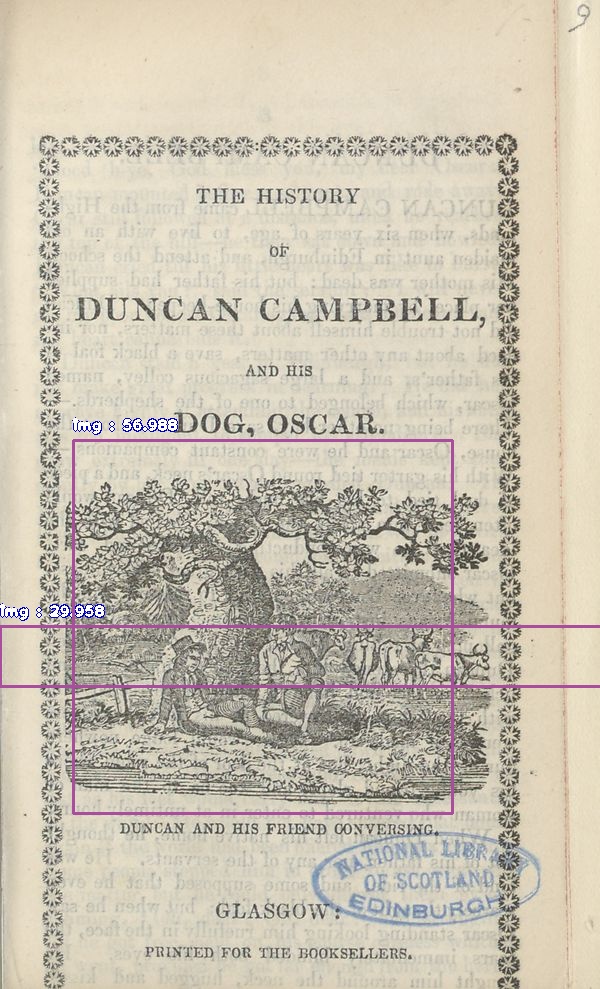 9
THE HISTORY
OF
DUNCAN CAMPBELL,
AND HIS
img : 56.988
DOG, OSCAR.
img : 29.958
DUNCAN AND HIS FRIEND CONVERSING.
NATIONAL LIBRARY
OF SCOTLAND
EDINBURGH
GLASGOW:
PRINTED FOR THE BOOKSELLERS.